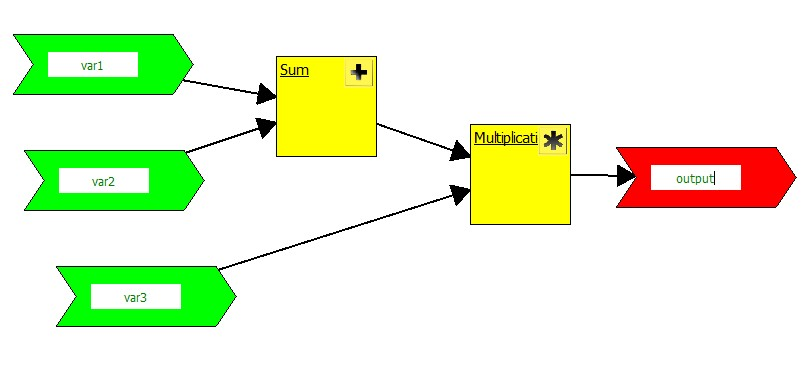 var1
Sum
var2
Multiplicati
output
var3